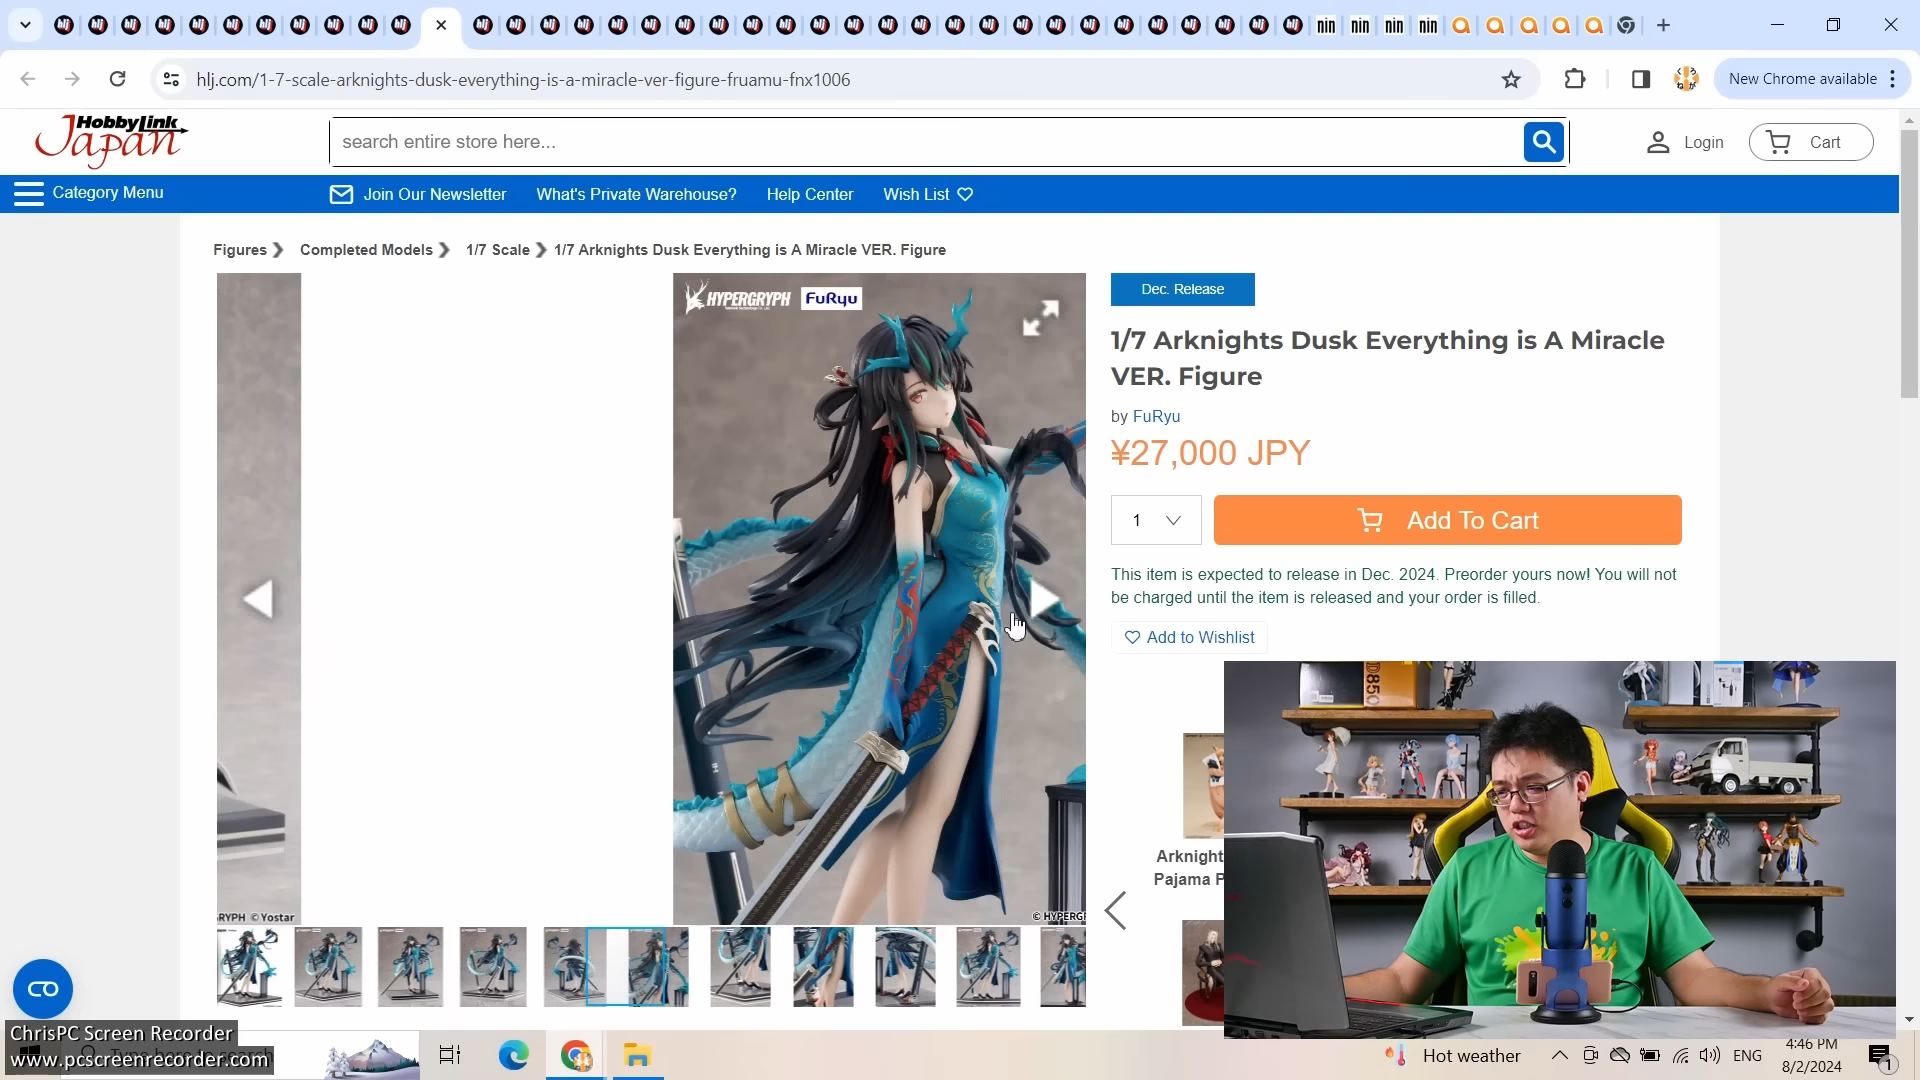 hlj.com/1-7-scale-arknights-dusk-everything-is-a-miracle-ver-figure-fruamu-fnx1006
New Chrome available
HobbyLink
Japan
search entire store here...
Login
Cart
Category Menu
Join Our Newsletter
What's Private Warehouse?
Help Center
Wish List
Figures
Completed Models
1/7 Scale
1/7 Arknights Dusk Everything is A Miracle VER. Figure
HYPERGRYPH
FuRyu
Dec. Release
1/7 Arknights Dusk Everything is A Miracle
VER. Figure
by FuRyu
¥27,000 JPY
1
Add To Cart
This item is expected to release in Dec. 2024. Preorder yours now! You will not
be charged until the item is released and your order is filled.
Add to Wishlist
Arknight
Pajama P
RYPH © Yostar
© HYPERGR
D850
ChrisPC Screen Recorder
www.pcscreenrecorder.com
Hot weather
ENG
4:46 PM
8/2/2024
1